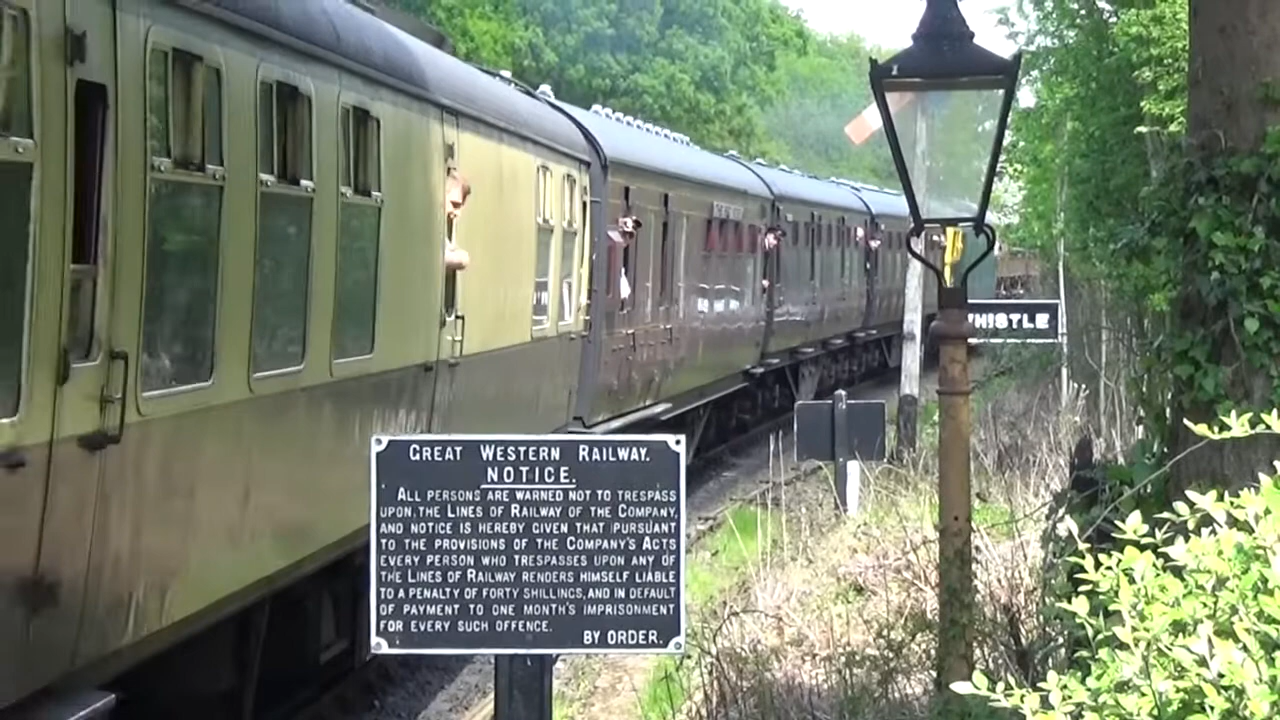 GREAT WESTERN RAILWAY.
NOTICE.
ALL PERSONS ARE WARNED NOT TO TRESPASS
UPON THE LINES OF RAILWAY OF THE COMPANY,
AND NOTICE IS HEREBY GIVEN THAT PURSUANT
TO THE PROVISIONS OF THE COMPANY'S ACTS
EVERY PERSON WHO TRESPASSES UPON ANY OF
THE LINES OF RAILWAY RENDERS HIMSELF LIABLE
TO A PENALTY OF FORTY SHILLINGS, AND IN DEFAULT
OF PAYMENT TO ONE MONTH'S IMPRISONMENT
FOR EVERY SUCH OFFENCE.
BY ORDER.
WHISTLE